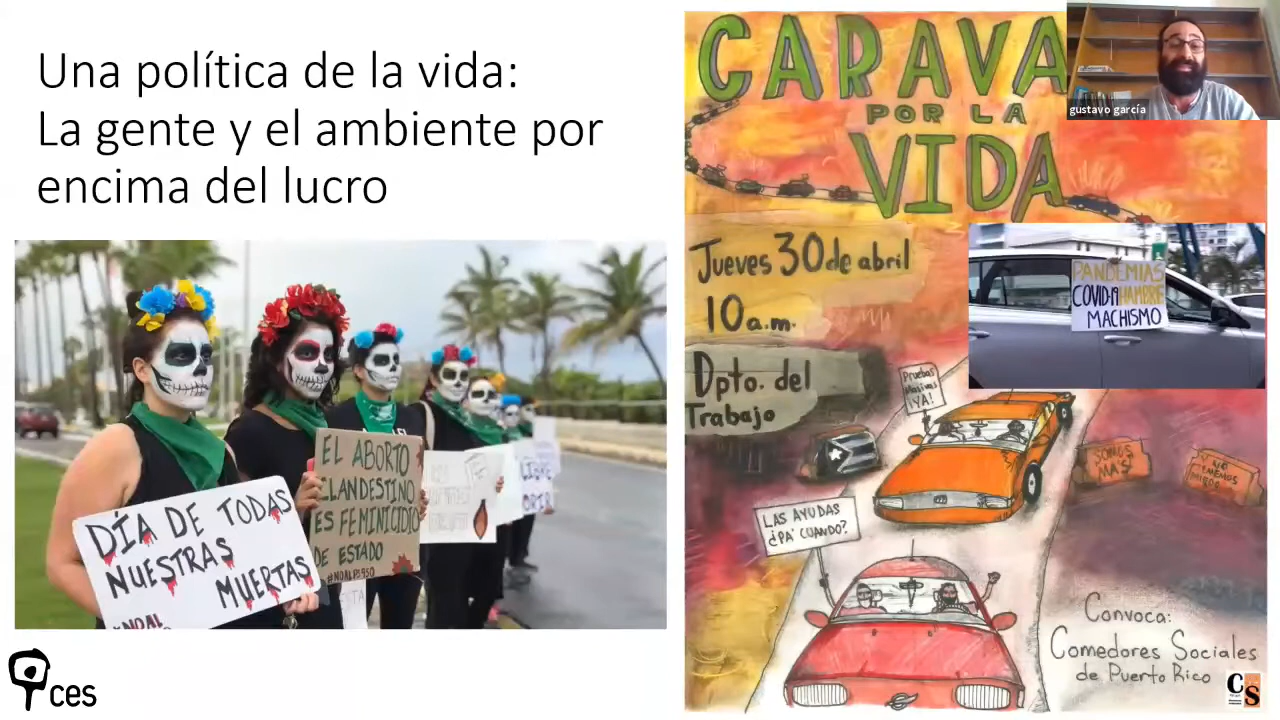 Una política de la vida:
La gente y el ambiente por
encima del lucro
DÍA DE TODAS
NUESTRAS
MUERTAS
EL ABORTO
CLANDESTINO
ES FEMINICIDIO
DE ESTADO
LIBRE
ces
CARAVA
POR LA
VIDA
Jueves 30 de abril
10 a.m.
Dpto. del
Trabajo
PANDEMIAS
COVID-19 HAMBRE
MACHISMO
Pruebas
Masivas
¡YA!
SOMOS
MÁS
LAS AYUDAS
¿PA' CUANDO?
Convoca:
Comedores Sociales
de Puerto Rico
CS
gustavo garcía